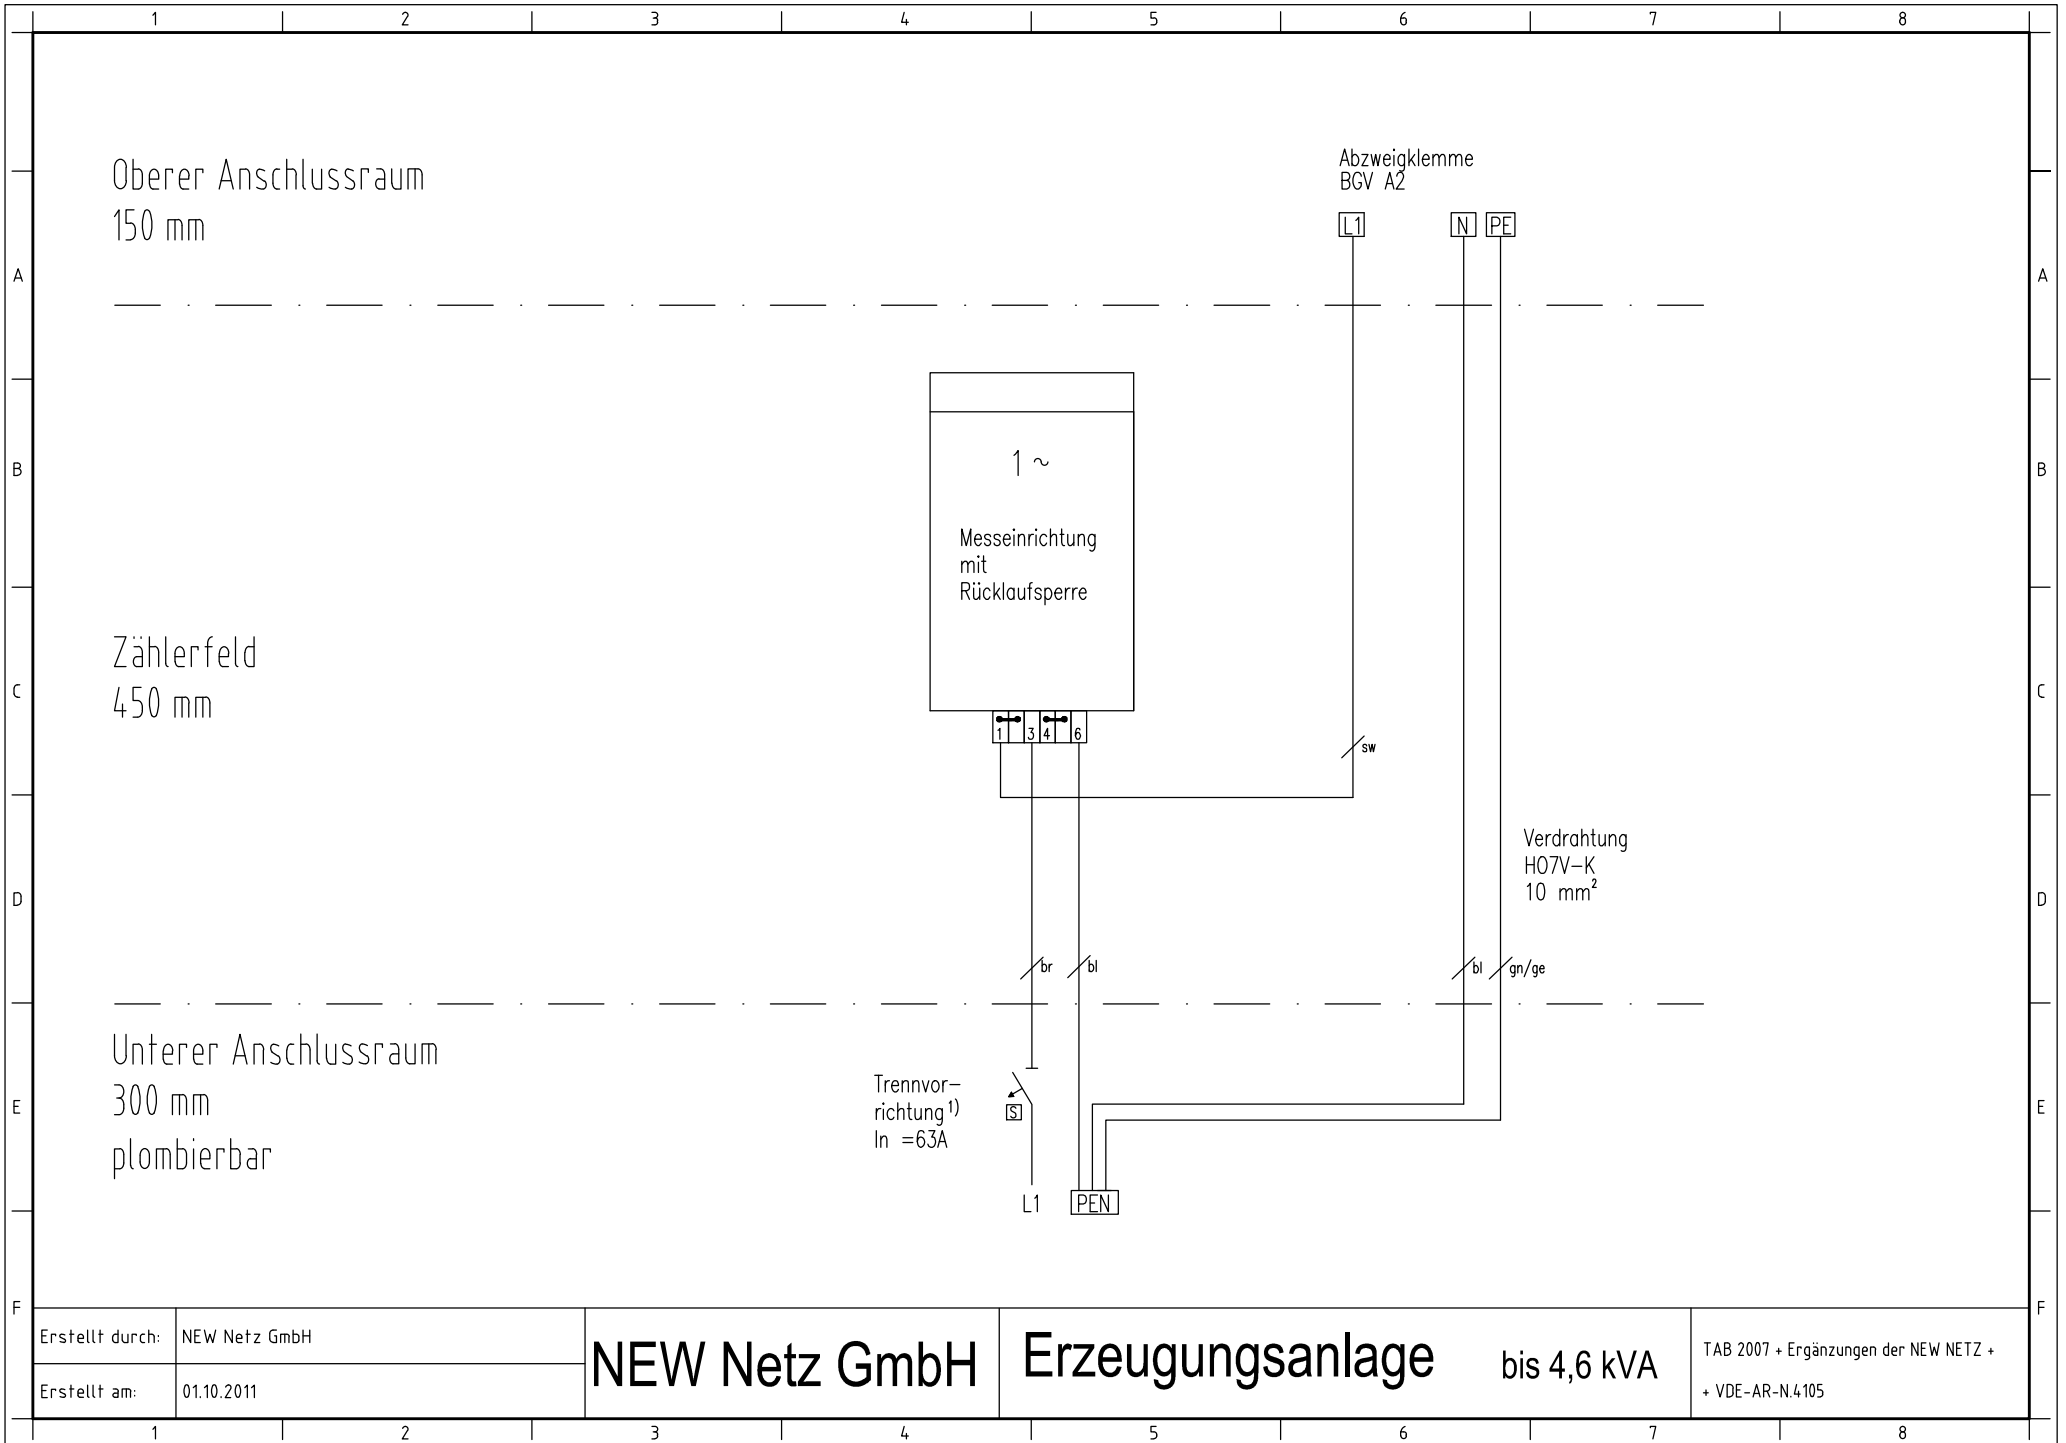 1 2 3 4 5 6 7 8
Oberer Anschlussraum
150 mm
Abzweigklemme
BGV A2
L1 N PE
A A
B B
1 ~
Messeinrichtung
mit
Rücklaufsperre
Zählerfeld
450 mm
C C
1 3 4 6
sw
Verdrahtung
H07V-K
10 mm²
D D
br bl bl gn/ge
Unterer Anschlussraum
300 mm
plombierbar
E E
Trennvor-
richtung 1)
In =63A
S
L1 PEN
F F
Erstellt durch: NEW Netz GmbH
Erstellt am: 01.10.2011
NEW Netz GmbH
Erzeugungsanlage bis 4,6 kVA
TAB 2007 + Ergänzungen der NEW NETZ +
+ VDE-AR-N.4105
1 2 3 4 5 6 7 8